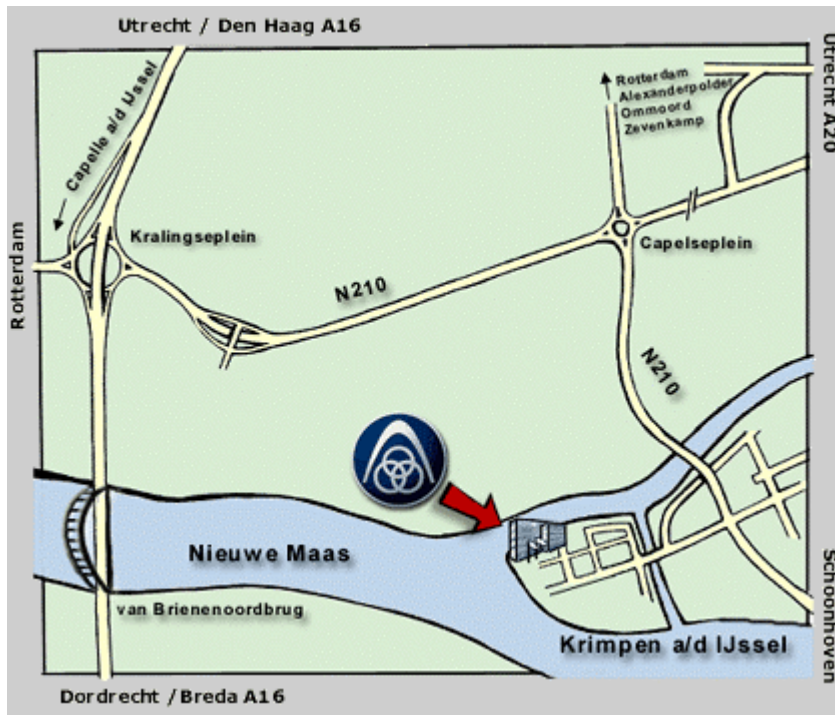 Utrecht / Den Haag A16
Utrecht A20
Rotterdam
Alexanderpolder
Ommoord
Zevenkamp
Capelle a/d IJssel
Kralingseplein
Capelseplein
Rotterdam
N210
N210
Nieuwe Maas
van Brienenoordbrug
Krimpen a/d IJssel
Schoonhoven
Dordrecht / Breda A16